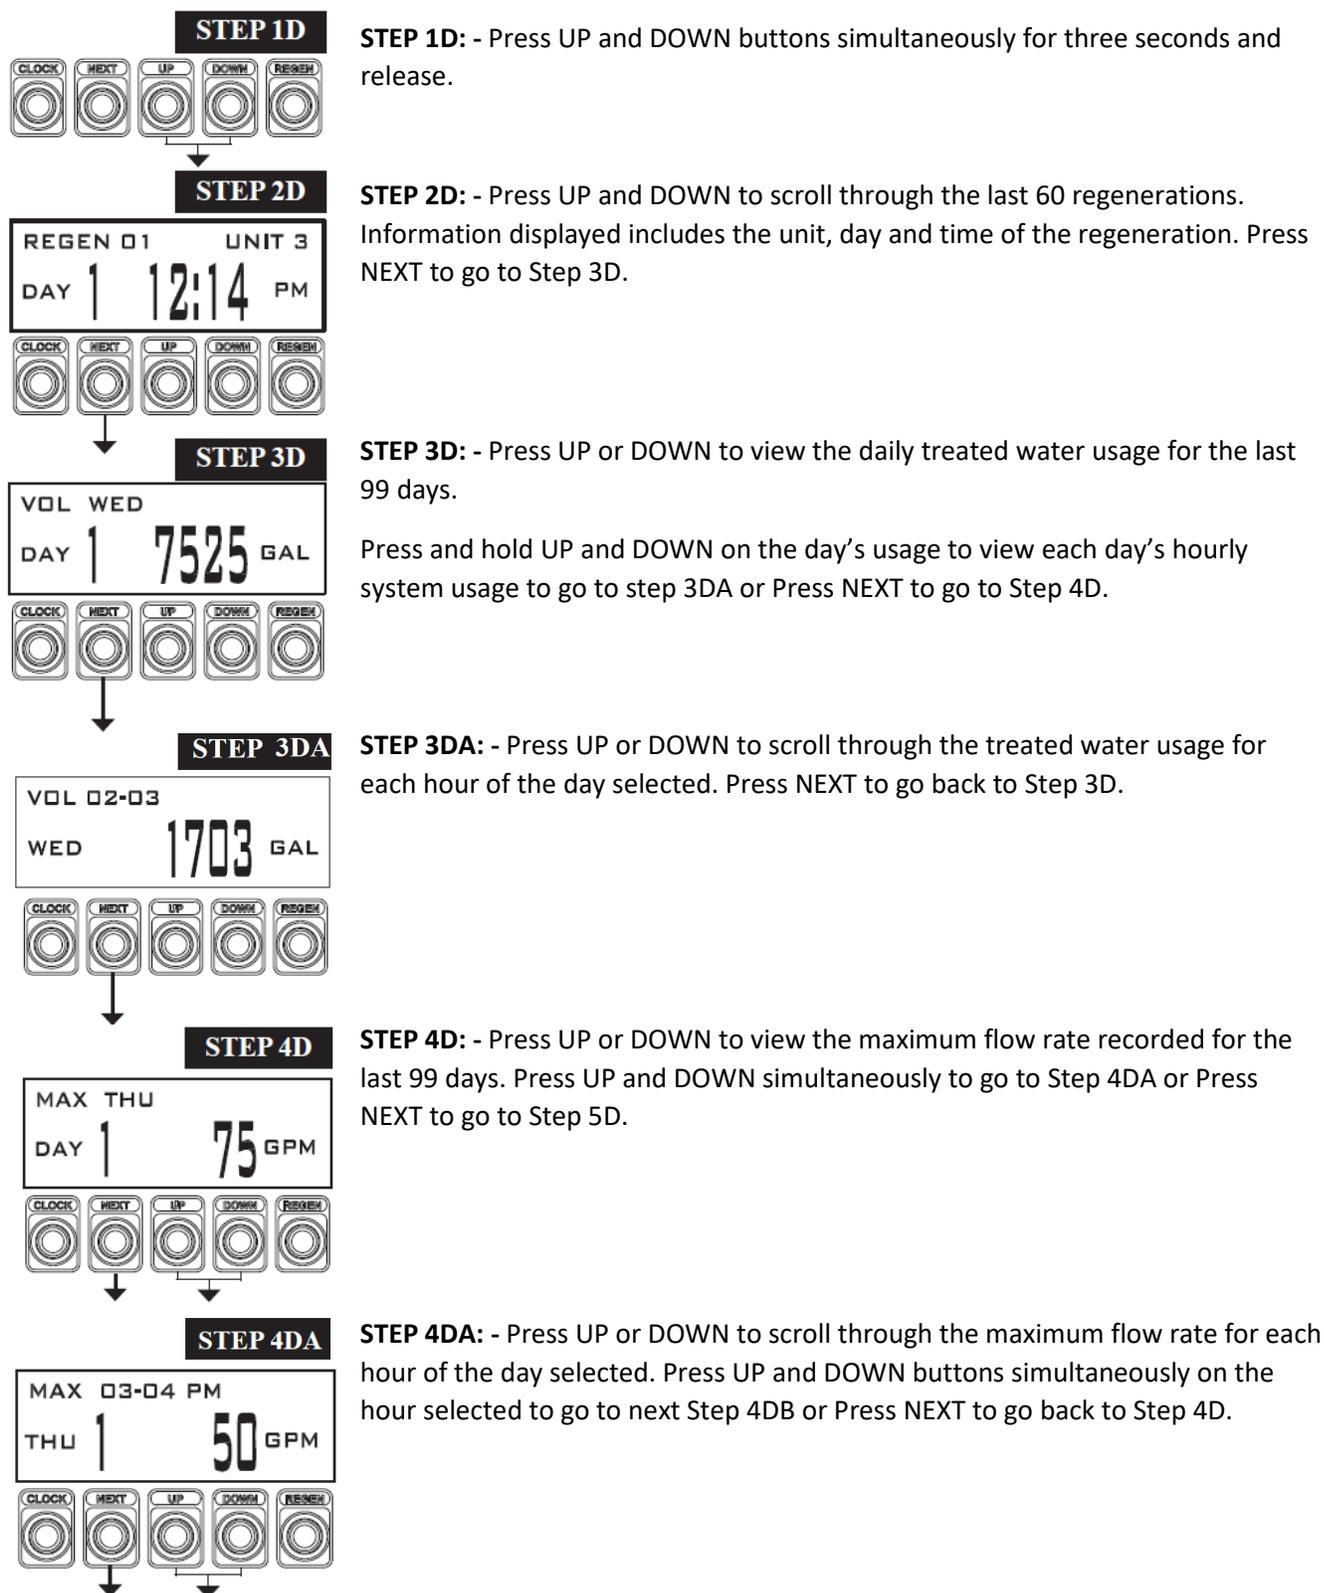 STEP 1D
STEP 1D: - Press UP and DOWN buttons simultaneously for three seconds and
release.
CLOCK NEXT UP DOWN REGEN
STEP 2D
STEP 2D: - Press UP and DOWN to scroll through the last 60 regenerations.
Information displayed includes the unit, day and time of the regeneration. Press
NEXT to go to Step 3D.
REGEN 01 UNIT 3
DAY 1 12:14 PM
CLOCK NEXT UP DOWN REGEN
STEP 3D
STEP 3D: - Press UP or DOWN to view the daily treated water usage for the last
99 days.
Press and hold UP and DOWN on the day’s usage to view each day’s hourly
system usage to go to step 3DA or Press NEXT to go to Step 4D.
VOL WED
DAY 1 7525 GAL
CLOCK NEXT UP DOWN REGEN
STEP 3DA
STEP 3DA: - Press UP or DOWN to scroll through the treated water usage for
each hour of the day selected. Press NEXT to go back to Step 3D.
VOL 02-03
WED 1703 GAL
CLOCK NEXT UP DOWN REGEN
STEP 4D
STEP 4D: - Press UP or DOWN to view the maximum flow rate recorded for the
last 99 days. Press UP and DOWN simultaneously to go to Step 4DA or Press
NEXT to go to Step 5D.
MAX THU
DAY 1 75 GPM
CLOCK NEXT UP DOWN REGEN
STEP 4DA
STEP 4DA: - Press UP or DOWN to scroll through the maximum flow rate for each
hour of the day selected. Press UP and DOWN buttons simultaneously on the
hour selected to go to next Step 4DB or Press NEXT to go back to Step 4D.
MAX 03-04 PM
THU 1 50 GPM
CLOCK NEXT UP DOWN REGEN